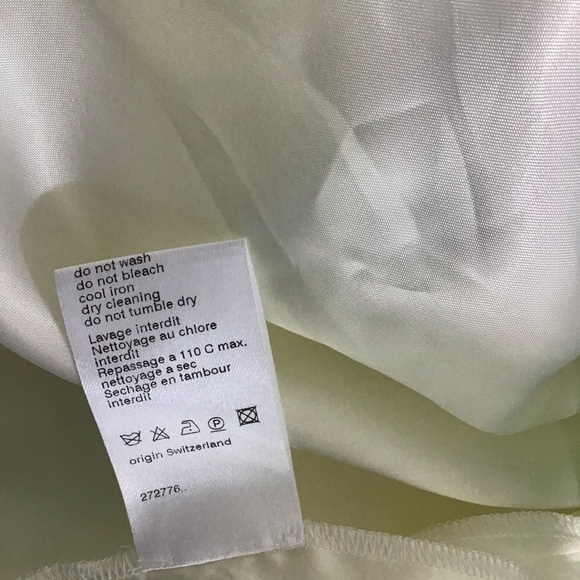 do not wash
do not bleach
cool iron
dry cleaning
do not tumble dry
Lavage interdit
Nettoyage au chlore
interdit
Repassage a 110 C max.
nettoyage a sec
Sechage en tambour
interdit
P
origin Switzerland
272776..